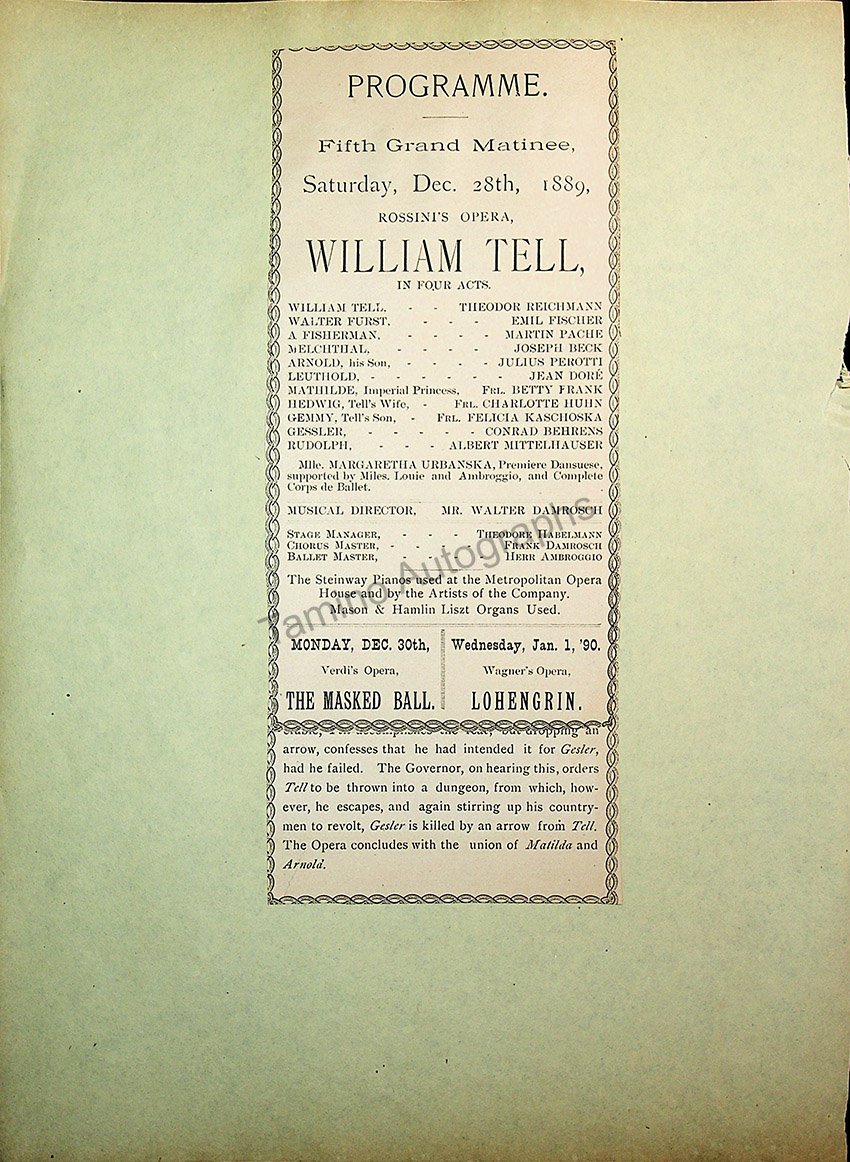 PROGRAMME.
Fifth Grand Matinee,
Saturday, Dec. 28th, 1889,
ROSSINI'S OPERA,
WILLIAM TELL,
IN FOUR ACTS.
WILLIAM TELL, - - THEODOR REICHMANN
WALTER FURST, - - - EMIL FISCHER
A FISHERMAN, - - - - MARTIN PACHE
MELCHTHAL, - - - - JOSEPH BECK
ARNOLD, his Son, - - - - JULIUS PEROTTI
LEUTHOLD, - - - - - - JEAN DORÉ
MATHILDE, Imperial Princess, FRL. BETTY FRANK
HEDWIG, Tell's Wife, - FRL. CHARLOTTE HUHN
GEMMY, Tell's Son, - FRL. FELICIA KASCHOSKA
GESSLER, - - - - - CONRAD BEHRENS
RUDOLPH, - - - ALBERT MITTELHAUSER
Mlle. MARGARETHA URBANSKA, Premiere Dansuese,
supported by Mlles. Louie and Ambroggio, and Complete
Corps de Ballet.
MUSICAL DIRECTOR, MR. WALTER DAMROSCH
STAGE MANAGER, - - - THEODORE HABELMANN
CHORUS MASTER, - - - - FRANK DAMROSCH
BALLET MASTER, - - - - HERR AMBROGGIO
The Steinway Pianos used at the Metropolitan Opera
House and by the Artists of the Company.
Mason & Hamlin Liszt Organs Used.
Tamino Autographs
MONDAY, DEC. 30th,
Verdi's Opera,
THE MASKED BALL.
Wednesday, Jan. 1, '90.
Wagner's Opera,
LOHENGRIN.
but dropping an
arrow, confesses that he had intended it for Gesler,
had he failed. The Governor, on hearing this, orders
Tell to be thrown into a dungeon, from which, how-
ever, he escapes, and again stirring up his country-
men to revolt, Gesler is killed by an arrow from Tell.
The Opera concludes with the union of Matilda and
Arnold.